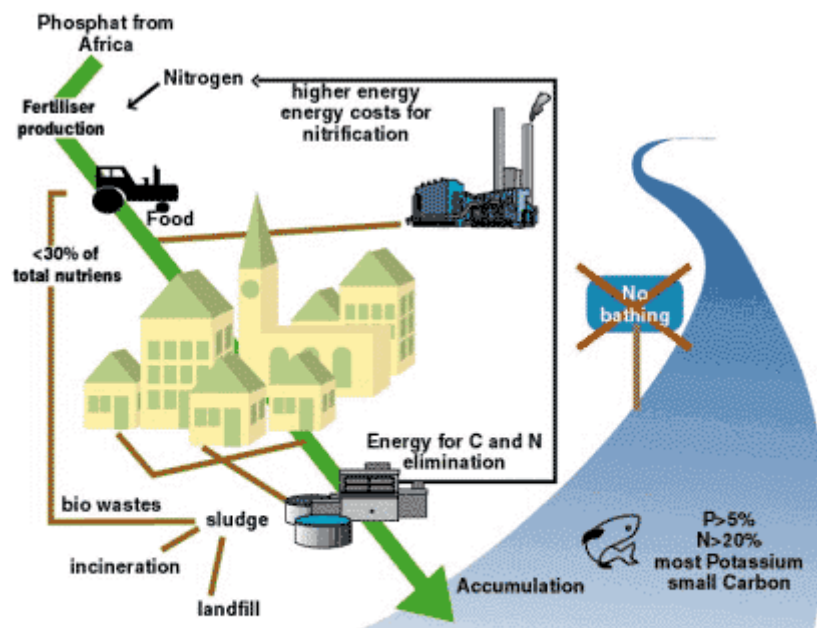 Phosphat from
Africa
Nitrogen
Fertiliser
production
higher energy
energy costs for
nitrification
Food
<30% of
total nutriens
No
bathing
Energy for C and N
elimination
bio wastes
sludge
incineration
landfill
Accumulation
P>5%
N>20%
most Potassium
small Carbon